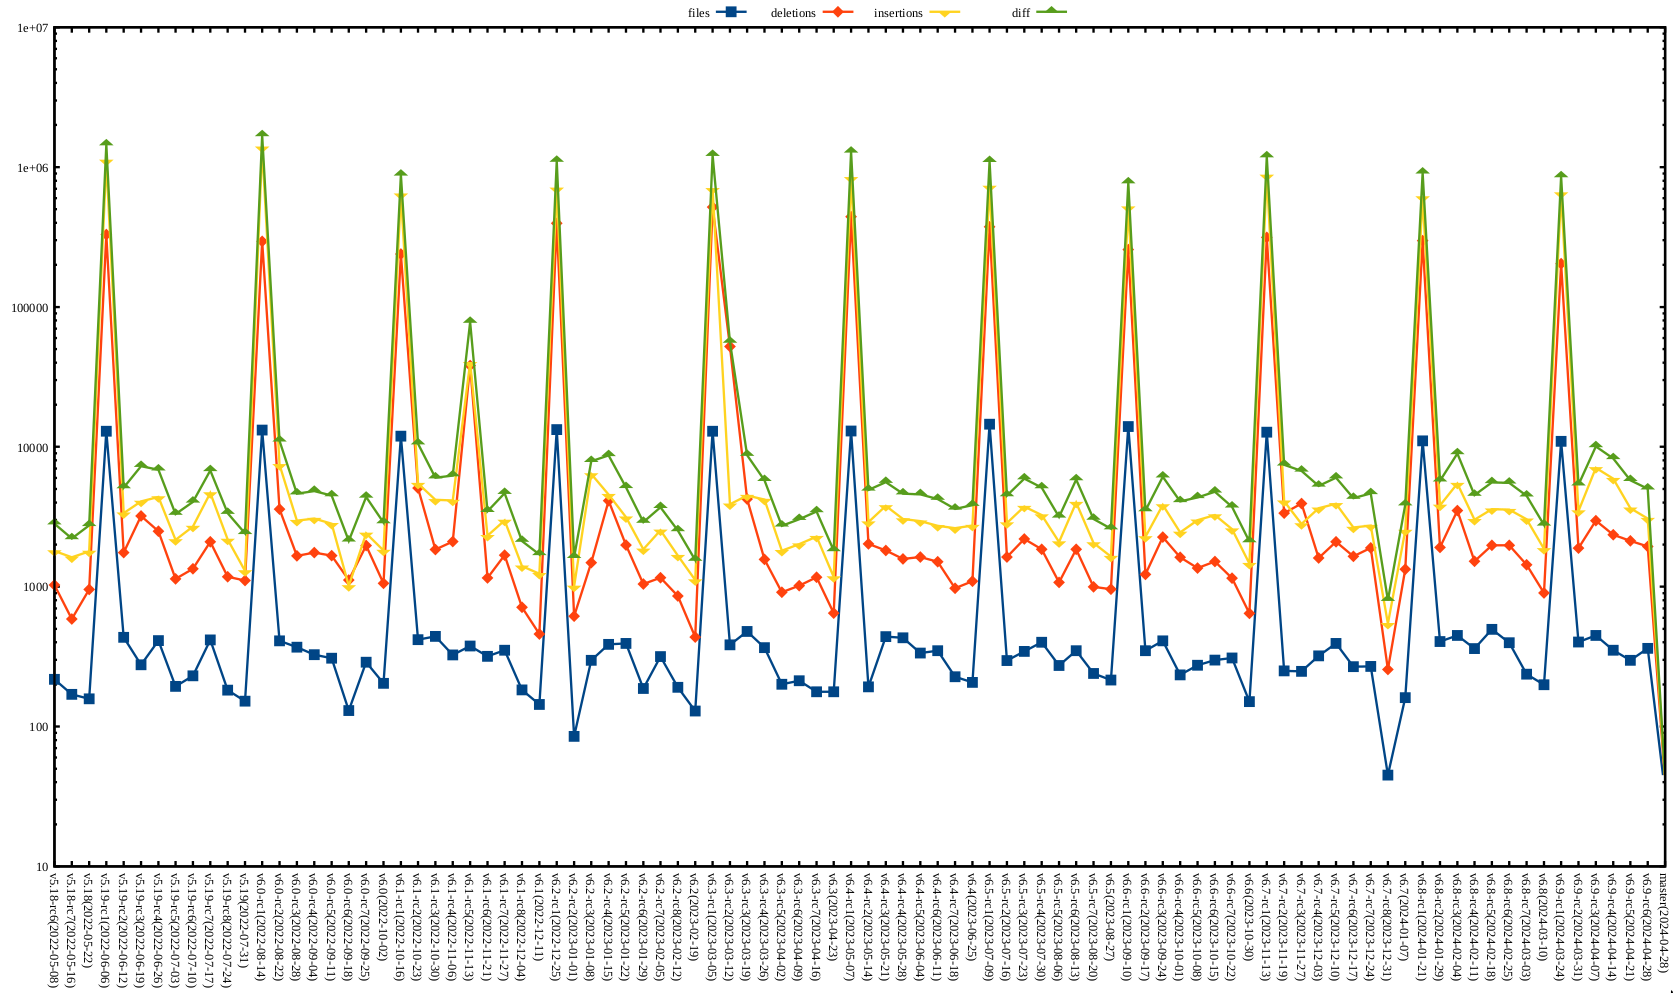 files deletions insertions diff
1e+07
1e+06
100000
10000
1000
100
10
v5.18-rc6(2022-05-08)
v5.18-rc7(2022-05-16)
v5.18(2022-05-22)
v5.19-rc1(2022-06-06)
v5.19-rc2(2022-06-12)
v5.19-rc3(2022-06-19)
v5.19-rc4(2022-06-26)
v5.19-rc5(2022-07-03)
v5.19-rc6(2022-07-10)
v5.19-rc7(2022-07-17)
v5.19-rc8(2022-07-24)
v5.19(2022-07-31)
v6.0-rc1(2022-08-14)
v6.0-rc2(2022-08-22)
v6.0-rc3(2022-08-28)
v6.0-rc4(2022-09-04)
v6.0-rc5(2022-09-11)
v6.0-rc6(2022-09-18)
v6.0-rc7(2022-09-25)
v6.0(2022-10-02)
v6.1-rc1(2022-10-16)
v6.1-rc2(2022-10-23)
v6.1-rc3(2022-10-30)
v6.1-rc4(2022-11-06)
v6.1-rc5(2022-11-13)
v6.1-rc6(2022-11-21)
v6.1-rc7(2022-11-27)
v6.1-rc8(2022-12-04)
v6.1(2022-12-11)
v6.2-rc1(2022-12-25)
v6.2-rc2(2023-01-01)
v6.2-rc3(2023-01-08)
v6.2-rc4(2023-01-15)
v6.2-rc5(2023-01-22)
v6.2-rc6(2023-01-29)
v6.2-rc7(2023-02-05)
v6.2-rc8(2023-02-12)
v6.2(2023-02-19)
v6.3-rc1(2023-03-05)
v6.3-rc2(2023-03-12)
v6.3-rc3(2023-03-19)
v6.3-rc4(2023-03-26)
v6.3-rc5(2023-04-02)
v6.3-rc6(2023-04-09)
v6.3-rc7(2023-04-16)
v6.3(2023-04-23)
v6.4-rc1(2023-05-07)
v6.4-rc2(2023-05-14)
v6.4-rc3(2023-05-21)
v6.4-rc4(2023-05-28)
v6.4-rc5(2023-06-04)
v6.4-rc6(2023-06-11)
v6.4-rc7(2023-06-18)
v6.4(2023-06-25)
v6.5-rc1(2023-07-09)
v6.5-rc2(2023-07-16)
v6.5-rc3(2023-07-23)
v6.5-rc4(2023-07-30)
v6.5-rc5(2023-08-06)
v6.5-rc6(2023-08-13)
v6.5-rc7(2023-08-20)
v6.5(2023-08-27)
v6.6-rc1(2023-09-10)
v6.6-rc2(2023-09-17)
v6.6-rc3(2023-09-24)
v6.6-rc4(2023-10-01)
v6.6-rc5(2023-10-08)
v6.6-rc6(2023-10-15)
v6.6-rc7(2023-10-22)
v6.6(2023-10-30)
v6.7-rc1(2023-11-13)
v6.7-rc2(2023-11-19)
v6.7-rc3(2023-11-27)
v6.7-rc4(2023-12-03)
v6.7-rc5(2023-12-10)
v6.7-rc6(2023-12-17)
v6.7-rc7(2023-12-24)
v6.7-rc8(2023-12-31)
v6.7(2024-01-07)
v6.8-rc1(2024-01-21)
v6.8-rc2(2024-01-29)
v6.8-rc3(2024-02-04)
v6.8-rc4(2024-02-11)
v6.8-rc5(2024-02-18)
v6.8-rc6(2024-02-25)
v6.8-rc7(2024-03-03)
v6.8(2024-03-10)
v6.9-rc1(2024-03-24)
v6.9-rc2(2024-03-31)
v6.9-rc3(2024-04-07)
v6.9-rc4(2024-04-14)
v6.9-rc5(2024-04-21)
v6.9-rc6(2024-04-28)
master(2024-04-28)